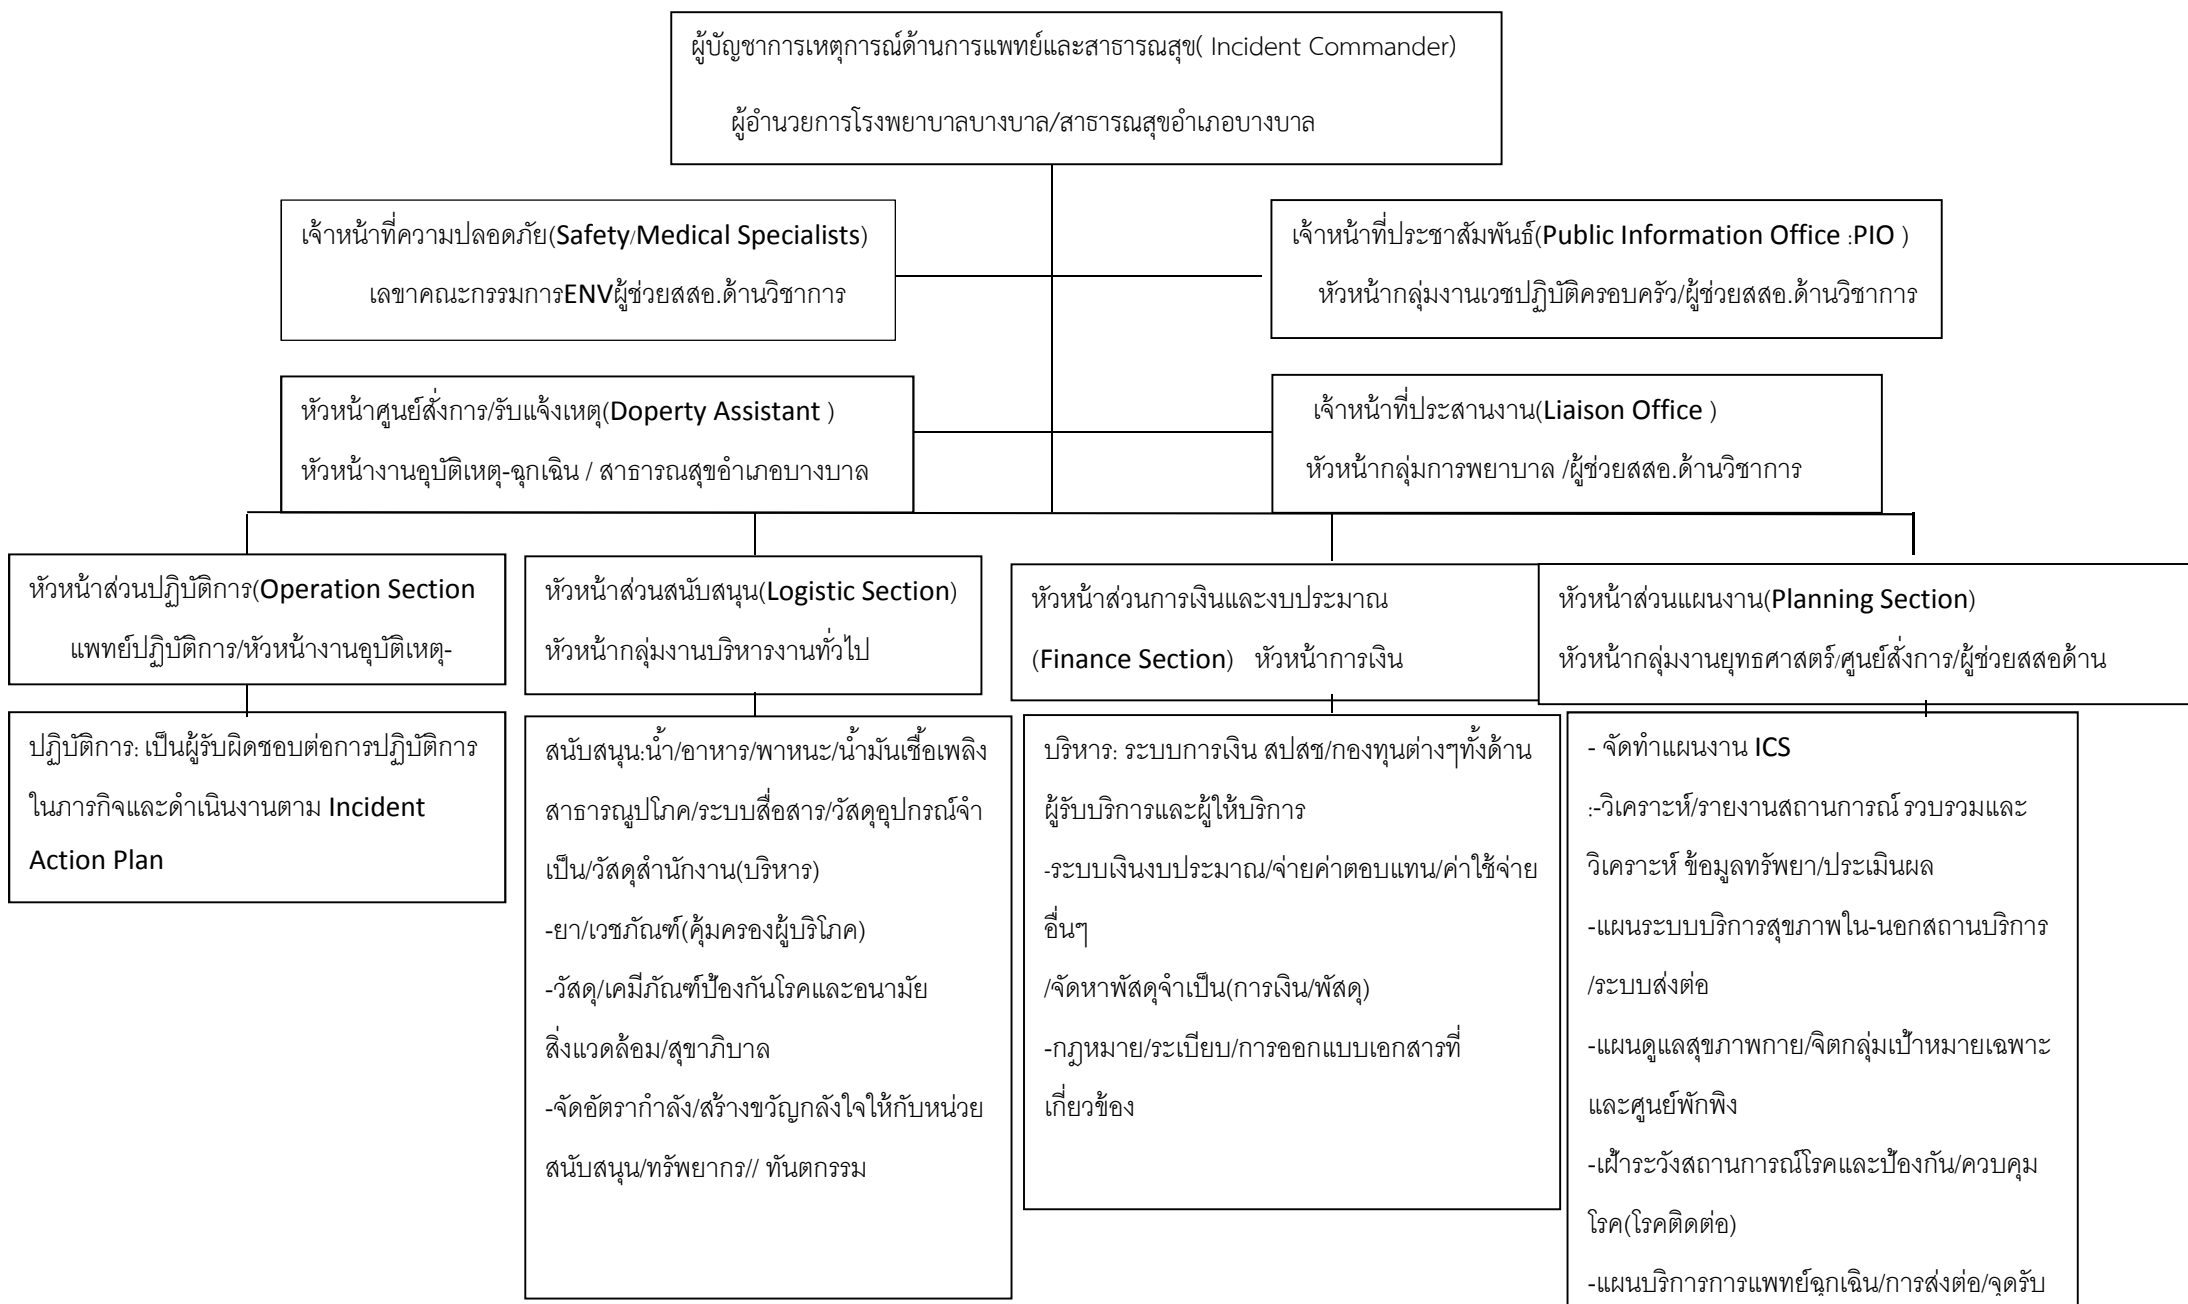 ผู้บัญชาการเหตุการณ์ด้านการแพทย์และสาธารณสุข( Incident Commander)
ผู้อำนวยการโรงพยาบาลบางบาล/สาธารณสุขอำเภอบางบาล
เจ้าหน้าที่ความปลอดภัย(Safety/Medical Specialists)
เลขาคณะกรรมการENVผู้ช่วยสสอ.ด้านวิชาการ
เจ้าหน้าที่ประชาสัมพันธ์(Public Information Office :PIO )
หัวหน้ากลุ่มงานเวชปฏิบัติครอบครัว/ผู้ช่วยสสอ.ด้านวิชาการ
หัวหน้าศูนย์สั่งการ/รับแจ้งเหตุ(Doperty Assistant )
หัวหน้างานอุบัติเหตุ-ฉุกเฉิน / สาธารณสุขอำเภอบางบาล
เจ้าหน้าที่ประสานงาน(Liaison Office )
หัวหน้ากลุ่มการพยาบาล /ผู้ช่วยสสอ.ด้านวิชาการ
หัวหน้าส่วนปฏิบัติการ(Operation Section
แพทย์ปฏิบัติการ/หัวหน้างานอุบัติเหตุ-
หัวหน้าส่วนสนับสนุน(Logistic Section)
หัวหน้ากลุ่มงานบริหารงานทั่วไป
หัวหน้าส่วนการเงินและงบประมาณ
(Finance Section) หัวหน้าการเงิน
หัวหน้าส่วนแผนงาน(Planning Section)
หัวหน้ากลุ่มงานยุทธศาสตร์/ศูนย์สั่งการ/ผู้ช่วยสสอด้าน
ปฏิบัติการ: เป็นผู้รับผิดชอบต่อการปฏิบัติการ
ในภารกิจและดำเนินงานตาม Incident
Action Plan
สนับสนุน:น้ำ/อาหาร/พาหนะ/น้ำมันเชื้อเพลิง
สาธารณูปโภค/ระบบสื่อสาร/วัสดุอุปกรณ์จำ
เป็น/วัสดุสำนักงาน(บริหาร)
-ยา/เวชภัณฑ์(คุ้มครองผู้บริโภค)
-วัสดุ/เคมีภัณฑ์ป้องกันโรคและอนามัย
สิ่งแวดล้อม/สุขาภิบาล
-จัดอัตรากำลัง/สร้างขวัญกลังใจให้กับหน่วย
สนับสนุน/ทรัพยากร// ทันตกรรม
บริหาร: ระบบการเงิน สปสช/กองทุนต่างๆทั้งด้าน
ผู้รับบริการและผู้ให้บริการ
-ระบบเงินงบประมาณ/จ่ายค่าตอบแทน/ค่าใช้จ่าย
อื่นๆ
/จัดหาพัสดุจำเป็น(การเงิน/พัสดุ)
-กฎหมาย/ระเบียบ/การออกแบบเอกสารที่
เกี่ยวข้อง
- จัดทำแผนงาน ICS
:-วิเคราะห์/รายงานสถานการณ์ รวบรวมและ
วิเคราะห์ ข้อมูลทรัพยา/ประเมินผล
-แผนระบบบริการสุขภาพใน-นอกสถานบริการ
/ระบบส่งต่อ
-แผนดูแลสุขภาพกาย/จิตกลุ่มเป้าหมายเฉพาะ
และศูนย์พักพิง
-เฝ้าระวังสถานการณ์โรคและป้องกัน/ควบคุม
โรค(โรคติดต่อ)
-แผนบริการการแพทย์ฉุกเฉิน/การส่งต่อ/จุดรับ